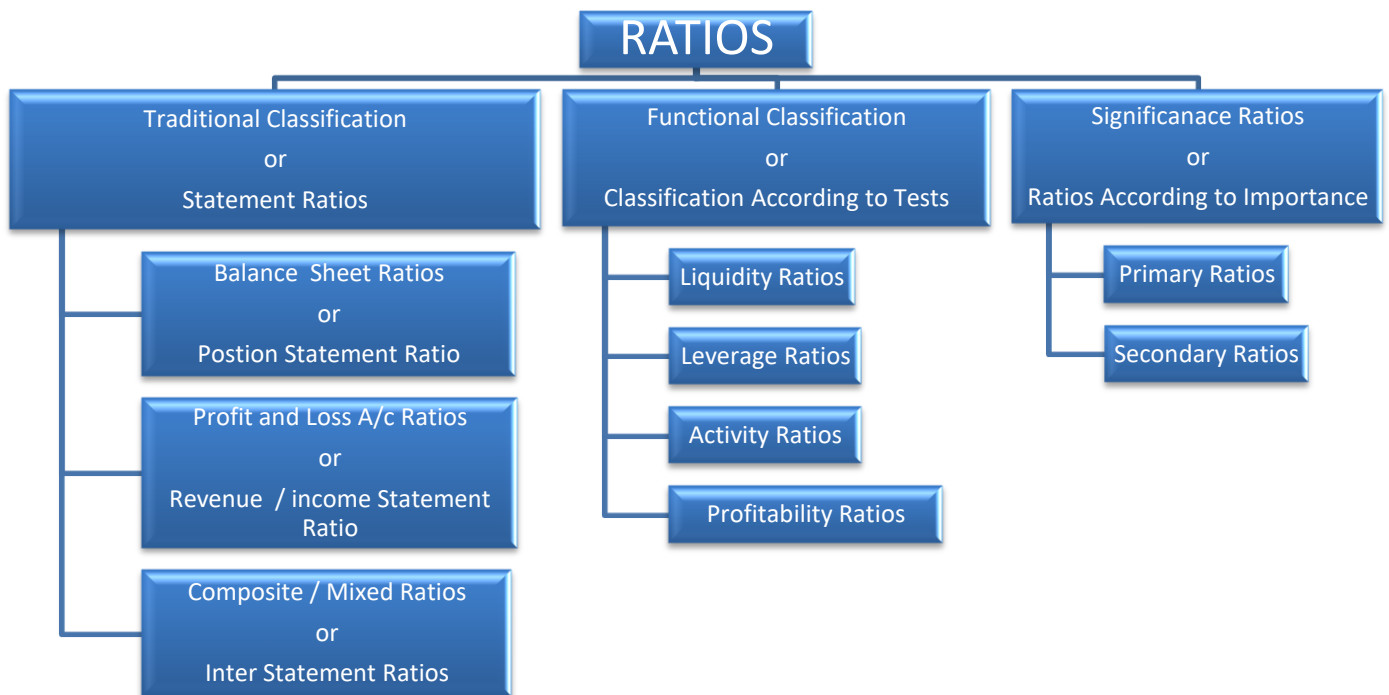 RATIOS
Traditional Classification
or
Statement Ratios
Balance  Sheet Ratios
or
Postion Statement Ratio
Profit and Loss A/c Ratios
or
Revenue  / income Statement
Ratio
Composite / Mixed Ratios
or
Inter Statement Ratios
Functional Classification
or
Classification According to Tests
Liquidity Ratios
Leverage Ratios
Activity Ratios
Profitability Ratios
Significanace Ratios
or
Ratios According to Importance
Primary Ratios
Secondary Ratios